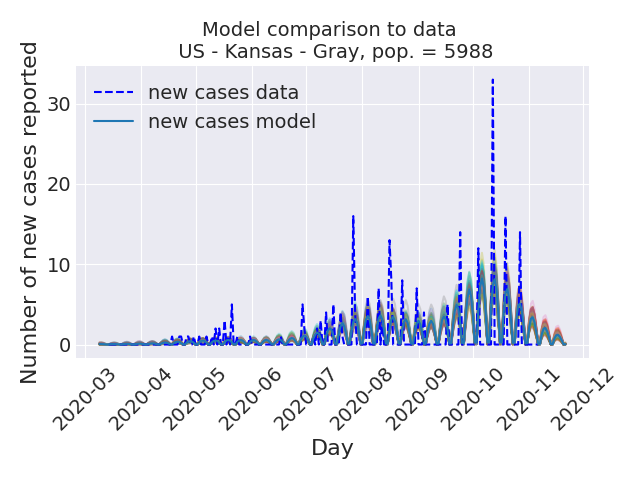 Model comparison to data
US - Kansas - Gray, pop. = 5988
Number of new cases reported
30
20
10
0
new cases data
new cases model
2020-03
2020-04
2020-05
2020-06
2020-07
2020-08
2020-09
2020-10
2020-11
2020-12
Day